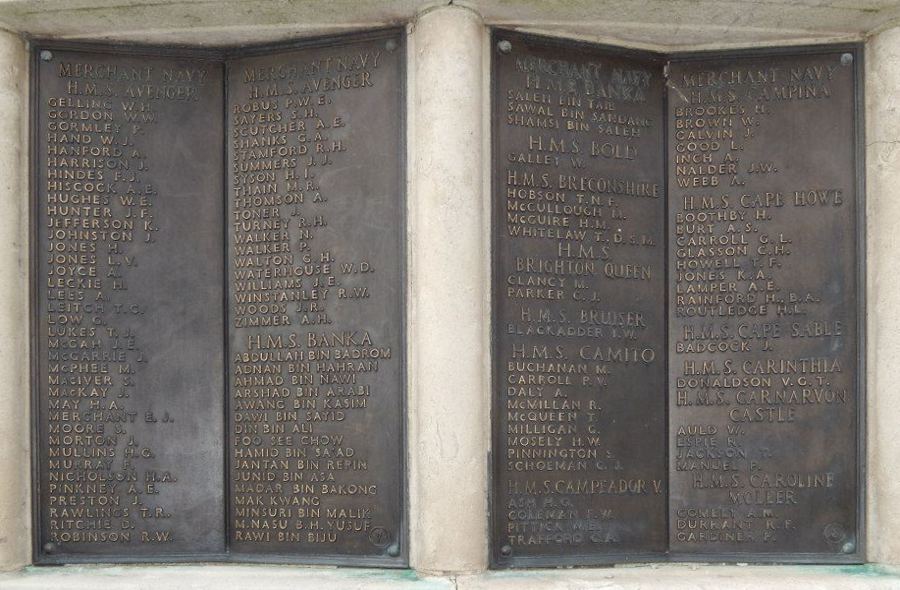 MERCHANT NAVY
H.M.S. AVENGER
GELLING W.H.
GORDON W.W.
GORMLEY P.
HAND W.J.
HANFORD A.
HARRISON J.
HINDES F.J.
HISCOCK A.E.
HUGHES W.E.
HUNTER J.F.
JEFFERSON K.
JOHNSTON J.
JONES H.
JONES L.V.
JOYCE A.
LECKIE H.
LEES A.
LEITCH T.G.
LOW G.
LUKES T.J.
McGAH J.E.
McGARRIE J.
McPHEE M.
MACIVER S.
MACKAY J.
MAY H.A.
MERCHANT E.J.
MOORE S.
MORTON J.
MULLINS H.G.
MURRAY F.
NICHOLSON H.A.
PINKNEY A.E.
PRESTON J.
RAWLINGS T.R.
RITCHIE D.
ROBINSON R.W.
MERCHANT NAVY
H.M.S. AVENGER
ROBUS P.W.E.
SAYERS S.H.
SCUTCHER A.E.
SHANKS G.A.
STAMFORD R.H.
SUMMERS J.J.
SYSON H.I.
THAIN M.R.
THOMSON A.
TONER J.
TURNEY R.H.
WALKER N.
WALKER P.
WALTON G.H.
WATERHOUSE W.D.
WILLIAMS J.E.
WINSTANLEY R.W.
WOODS J.R.
ZIMMER A.H.
H.M.S. BANKA
ABDULLAH BIN BADROM
ADNAN BIN HAHRAN
AHMAD BIN NAWI
ARSHAD BIN ARABI
AWANG BIN KASIM
DAWI BIN SAYID
DIN BIN ALI
FOO SEE CHOW
HAMID BIN SA'AD
JANTAN BIN REPIN
JUNID BIN ASA
MADAR BIN BAKONG
MAK KWANG
MINSURI BIN MALIK
M. NASU B.H. YUSUF
RAWI BIN BIJU
MERCHANT NAVY
H.M.S. BANKA
SALEH BIN TAIB
SAWAL BIN SARDANG
SHAMSI BIN SALEH
H.M.S. BOLD
GALLET W.
H.M.S. BRECONSHIRE
HOBSON T.N.F.
McCULLOUGH M.
McGUIRE H.M.
WHITELAW T., D.S.M.
H.M.S.
BRIGHTON QUEEN
CLANCY M.
PARKER C.J.
H.M.S. BRUISER
BLACKADDER I.W.
H.M.S. CAMITO
BUCHANAN M.
CARROLL P.V.
DALY A.
McMILLAN R.
McQUEEN T.
MILLIGAN G.
MOSELY H.W.
PINNINGTON S.
SCHOEMAN C.J.
H.M.S. CAMPEADOR V.
ASH
COLEMAN F.W.
PITTICK
TRAFFORD C.A.
MERCHANT NAVY
H.M.S. CAMPINA
BROOKES H.
BROWN W.
CALVIN J.
GOOD L.
INCH A.
NALDER J.W.
WEBB A.
H.M.S. CAPE HOWE
BOOTHBY H.
BURT A.S.
CARROLL G.L.
GLASSON C.H.
HOWELL T.F.
JONES K.A.
LAMPER A.E.
RAINFORD H., B.A.
ROUTLEDGE H.L.
H.M.S. CAPE SABLE
BADCOCK J.
H.M.S. CARINTHIA
DONALDSON V.G.T.
H.M.S. CARNARVON
CASTLE
AULD W.
ESPIE R.
JACKSON T.
MANUEL P.
H.M.S. CAROLINE
MOLLER
COMELY A.M.
DURRANT R.F.
GARDINER P.